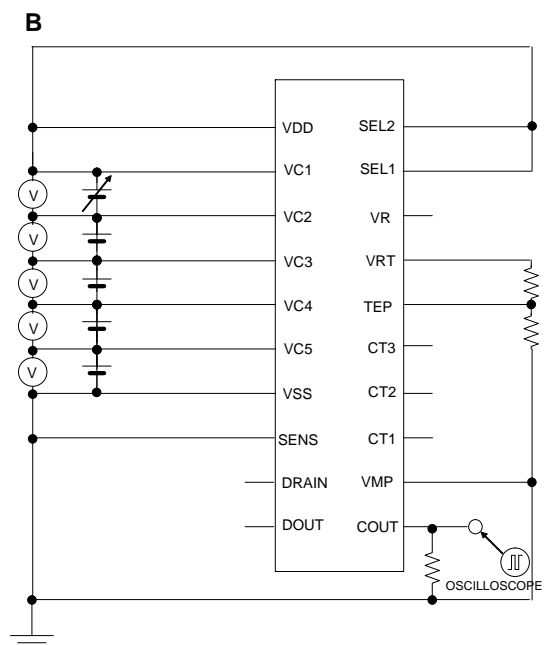 B
VDD SEL2
VC1 SEL1
V
VC2 VR
V
VC3 VRT
V
VC4 TEP
V
VC5 CT3
V
VSS CT2
SENS CT1
DRAIN VMP
DOUT COUT
OSCILLOSCOPE